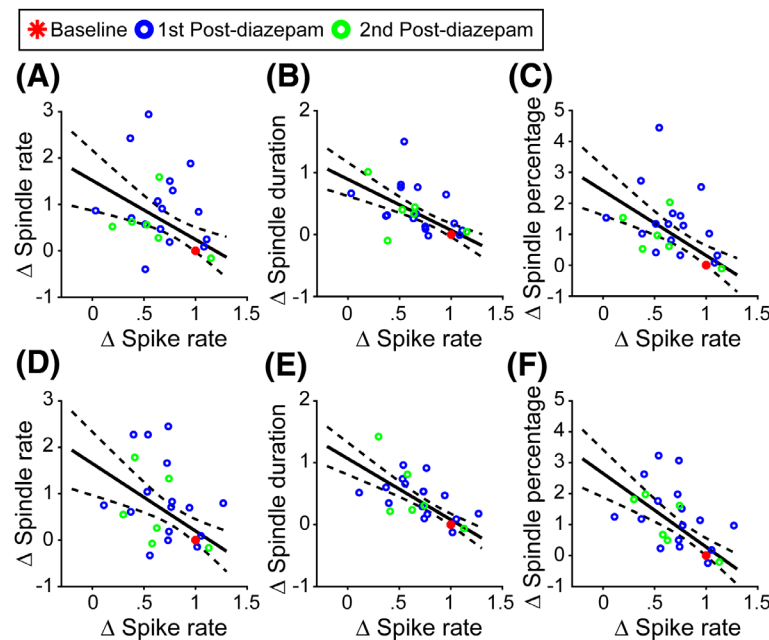 Baseline 1st Post-diazepam 2nd Post-diazepam
(A) (B) (C)
Δ Spindle rate
3
2
1
0
-1
0 .5 1 1.5
Δ Spike rate
Δ Spindle duration
2
1
0
-1
0 .5 1 1.5
Δ Spike rate
Δ Spindle percentage
5
4
3
2
1
0
-1
0 .5 1 1.5
Δ Spike rate
(D) (E) (F)
Δ Spindle rate
3
2
1
0
-1
0 .5 1 1.5
Δ Spike rate
Δ Spindle duration
2
1
0
-1
0 .5 1 1.5
Δ Spike rate
Δ Spindle percentage
5
4
3
2
1
0
-1
0 .5 1 1.5
Δ Spike rate